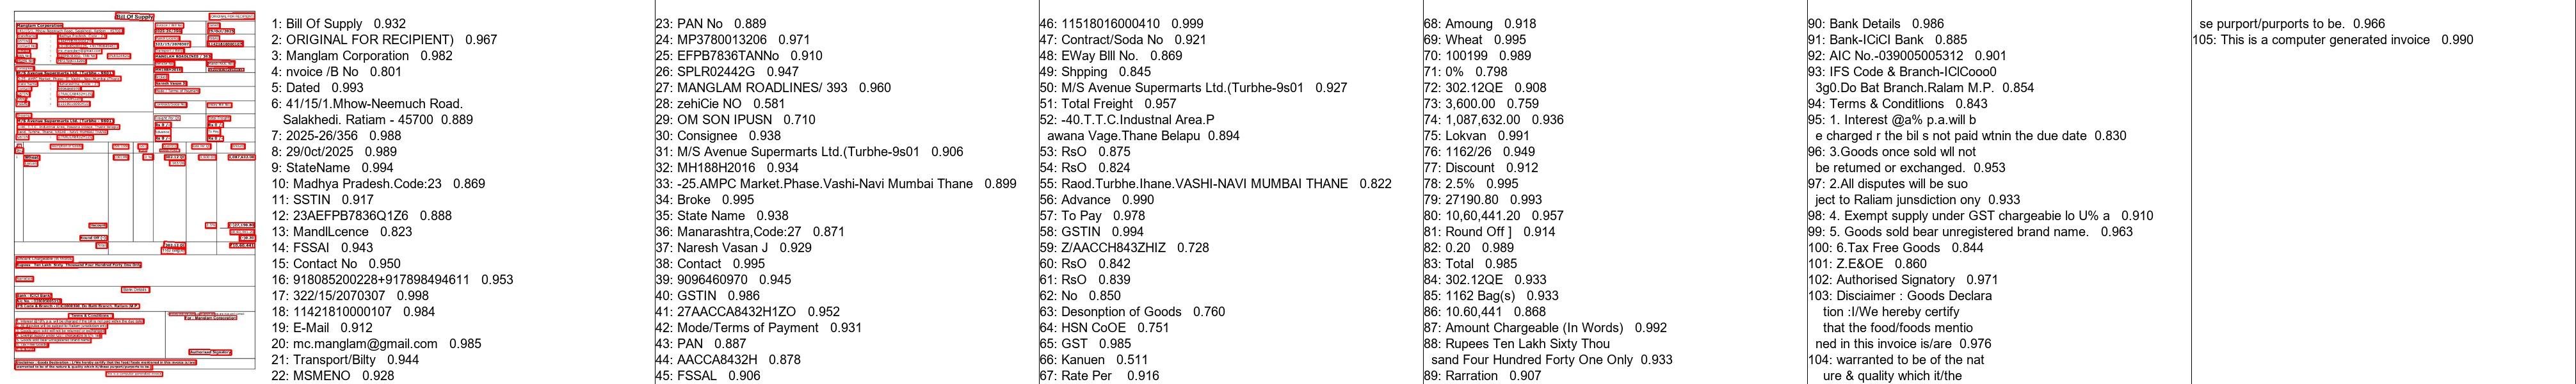 1: Bill Of Supply 0.932
2: ORIGINAL FOR RECIPIENT) 0.967
3: Manglam Corporation 0.982
4: nvoice /B No 0.801
5: Dated 0.993
6: 41/15/1.Mhow-Neemuch Road.
Salakhedi. Ratiam - 45700 0.889
7: 2025-26/356 0.988
8: 29/0ct/2025 0.989
9: StateName 0.994
10: Madhya Pradesh.Code:23 0.869
11: SSTIN 0.917
12: 23AEFPB7836Q1Z6 0.888
13: MandlLcence 0.823
14: FSSAI 0.943
15: Contact No 0.950
16: 918085200228+917898494611 0.953
17: 322/15/2070307 0.998
18: 11421810000107 0.984
19: E-Mail 0.912
20: mc.manglam@gmail.com 0.985
21: Transport/Bilty 0.944
22: MSMENO 0.928
23: PAN No 0.889
24: MP3780013206 0.971
25: EFPB7836TANNo 0.910
26: SPLR02442G 0.947
27: MANGLAM ROADLINES/ 393 0.960
28: zehiCie NO 0.581
29: OM SON IPUSN 0.710
30: Consignee 0.938
31: M/S Avenue Supermarts Ltd.(Turbhe-9s01 0.906
32: MH188H2016 0.934
33: -25.AMPC Market.Phase.Vashi-Navi Mumbai Thane 0.899
34: Broke 0.995
35: State Name 0.938
36: Manarashtra,Code:27 0.871
37: Naresh Vasan J 0.929
38: Contact 0.995
39: 9096460970 0.945
40: GSTIN 0.986
41: 27AACCA8432H1ZO 0.952
42: Mode/Terms of Payment 0.931
43: PAN 0.887
44: AACCA8432H 0.878
45: FSSAL 0.906
46: 11518016000410 0.999
47: Contract/Soda No 0.921
48: EWay BlIl No. 0.869
49: Shpping 0.845
50: M/S Avenue Supermarts Ltd.(Turbhe-9s01 0.927
51: Total Freight 0.957
52: -40.T.T.C.Industnal Area.P
awana Vage.Thane Belapu 0.894
53: RsO 0.875
54: RsO 0.824
55: Raod.Turbhe.Ihane.VASHI-NAVI MUMBAI THANE 0.822
56: Advance 0.990
57: To Pay 0.978
58: GSTIN 0.994
59: Z/AACCH843ZHIZ 0.728
60: RsO 0.842
61: RsO 0.839
62: No 0.850
63: Desonption of Goods 0.760
64: HSN CoOE 0.751
65: GST 0.985
66: Kanuen 0.511
67: Rate Per 0.916
68: Amoung 0.918
69: Wheat 0.995
70: 100199 0.989
71: 0% 0.798
72: 302.12QE 0.908
73: 3,600.00 0.759
74: 1,087,632.00 0.936
75: Lokvan 0.991
76: 1162/26 0.949
77: Discount 0.912
78: 2.5% 0.995
79: 27190.80 0.993
80: 10,60,441.20 0.957
81: Round Off ] 0.914
82: 0.20 0.989
83: Total 0.985
84: 302.12QE 0.933
85: 1162 Bag(s) 0.933
86: 10.60,441 0.868
87: Amount Chargeable (In Words) 0.992
88: Rupees Ten Lakh Sixty Thou
sand Four Hundred Forty One Only 0.933
89: Rarration 0.907
90: Bank Details 0.986
91: Bank-ICiCI Bank 0.885
92: AIC No.-039005005312 0.901
93: IFS Code & Branch-IClCooo0
3g0.Do Bat Branch.Ralam M.P. 0.854
94: Terms & Conditlions 0.843
95: 1. Interest @a% p.a.will b
e charged r the bil s not paid wtnin the due date 0.830
96: 3.Goods once sold wll not
be returned or exchanged. 0.953
97: 2.All disputes will be suo
ject to Raliam junsdiction ony 0.933
98: 4. Exempt supply under GST chargeabie lo U% a 0.910
99: 5. Goods sold bear unregistered brand name. 0.963
100: 6.Tax Free Goods 0.844
101: Z.E&OE 0.860
102: Authorised Signatory 0.971
103: Disciaimer : Goods Declara
tion :I/We hereby certify
that the food/foods mentio
ned in this invoice is/are 0.976
104: warranted to be of the nat
ure & quality which it/the
se purport/purports to be. 0.966
105: This is a computer generated invoice 0.990